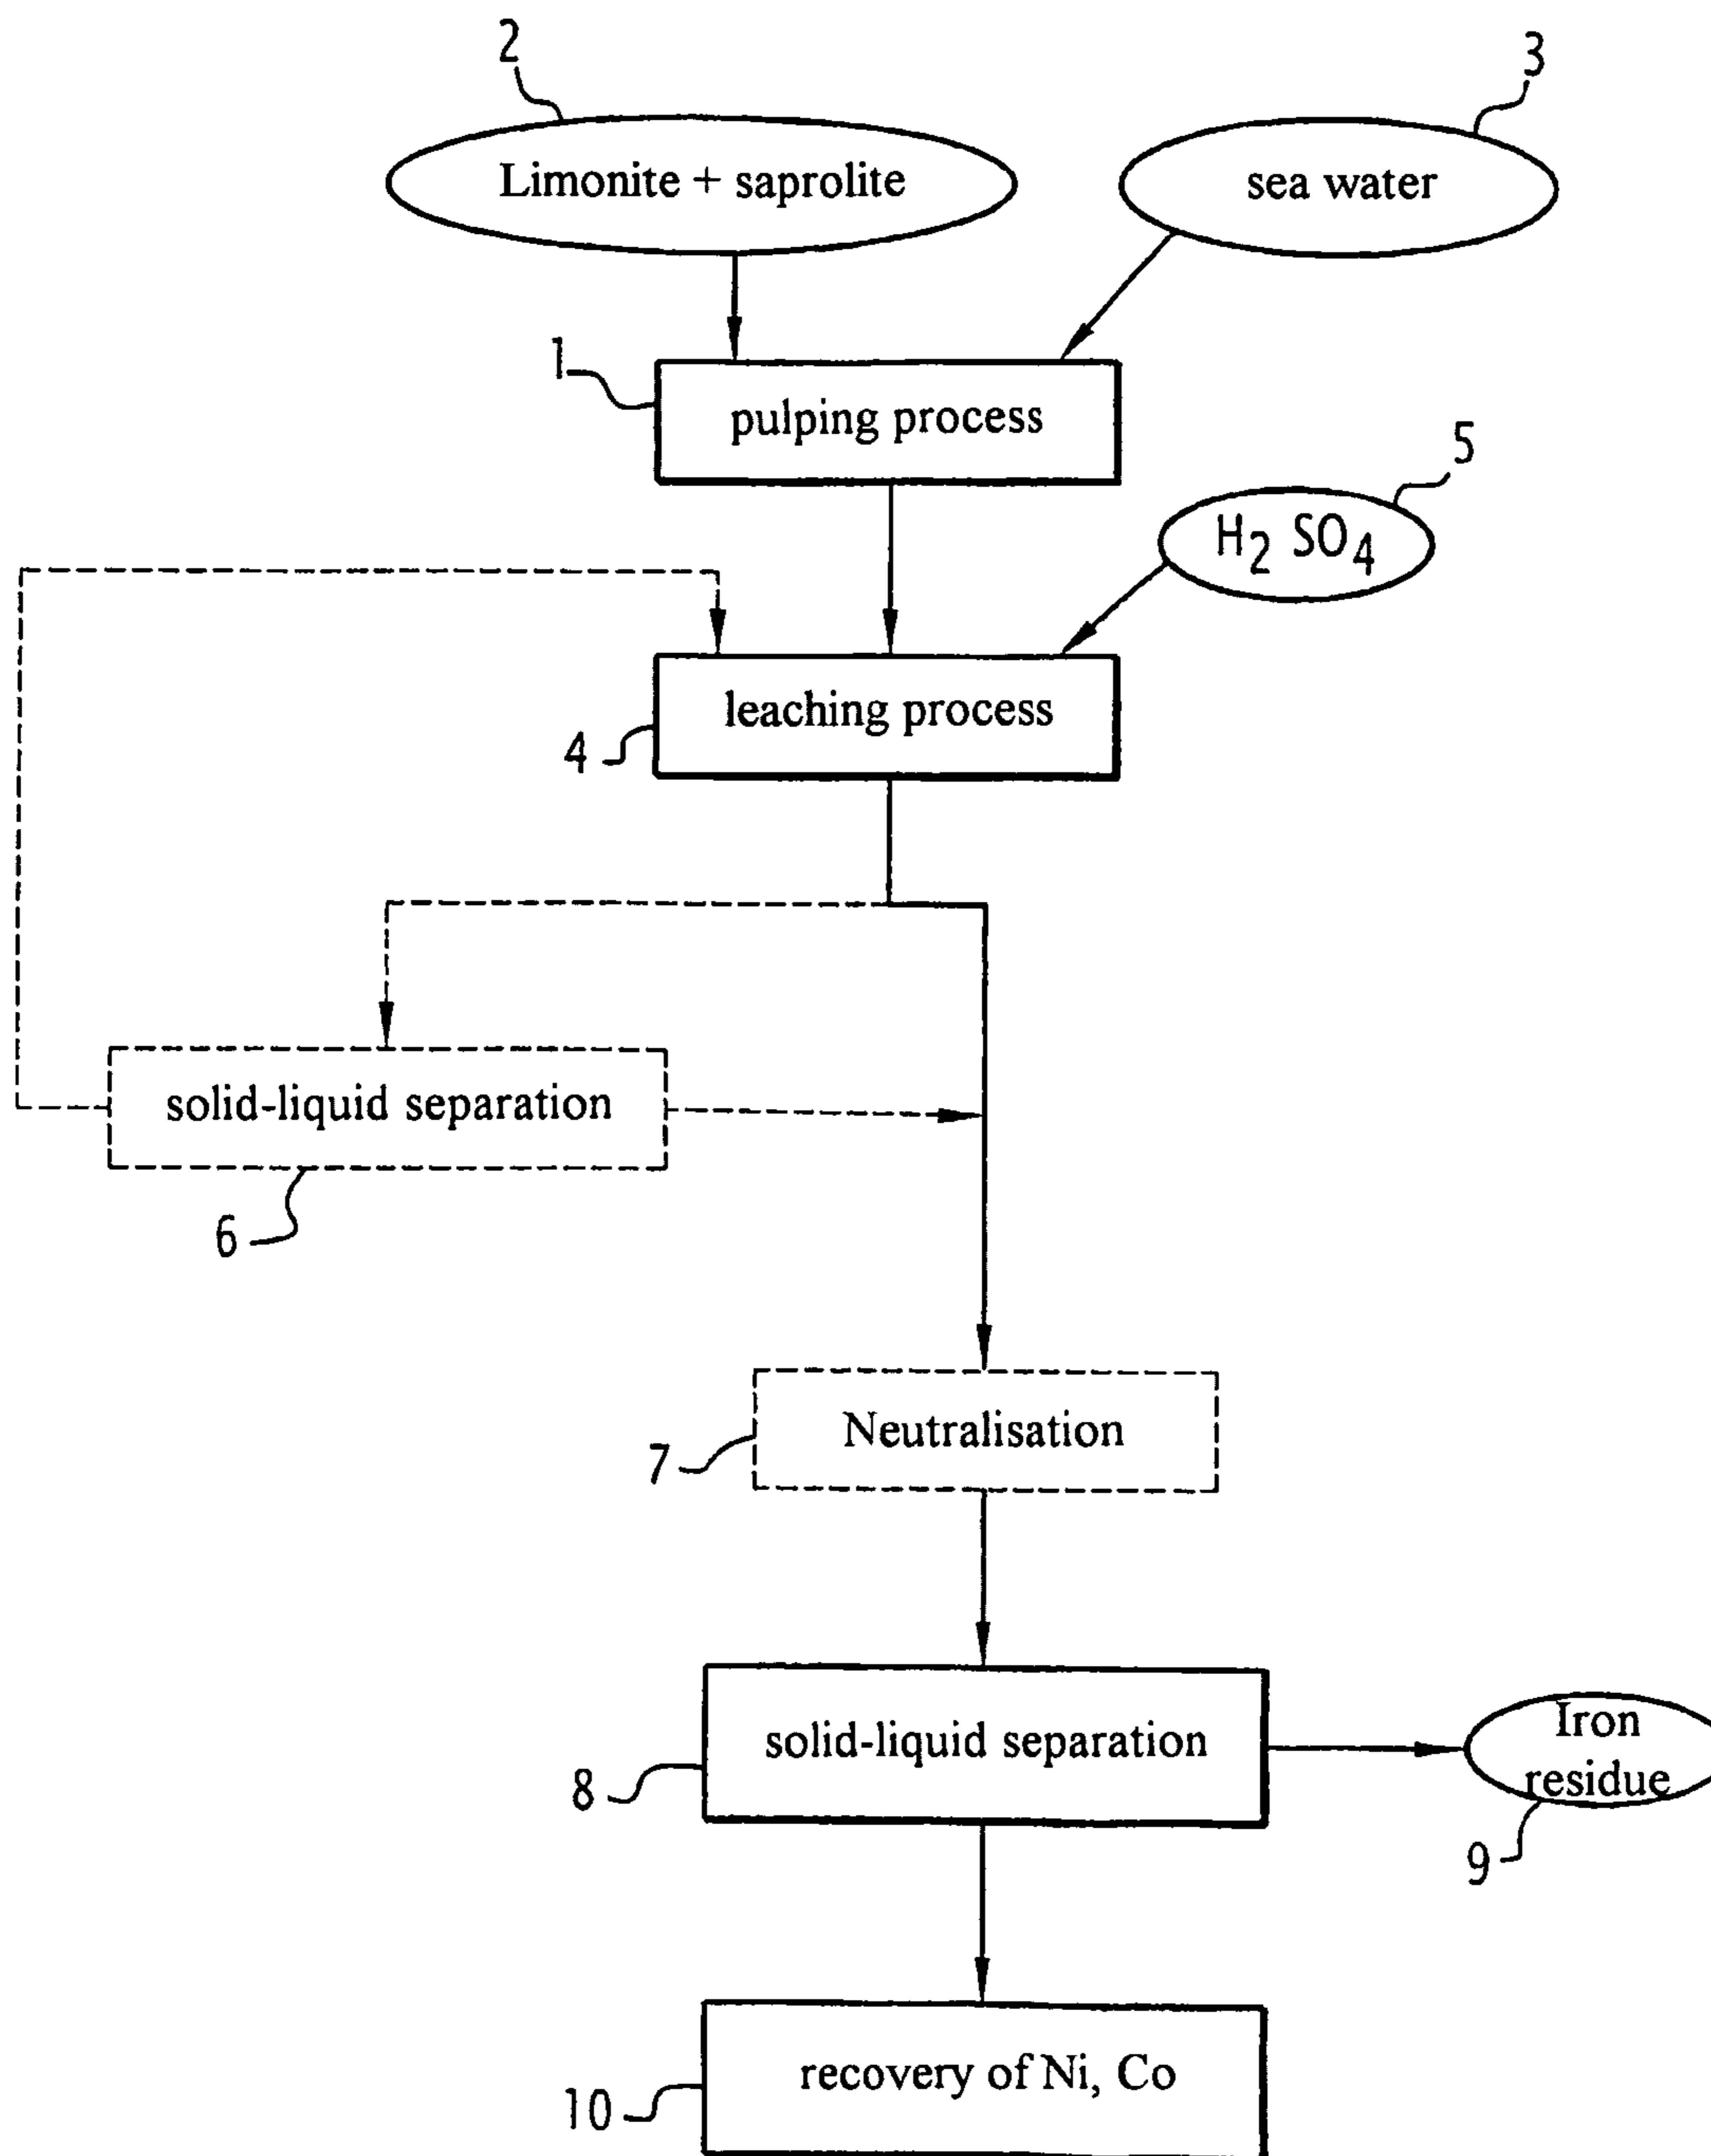 2
3
Limonite + saprolite
sea water
1
pulping process
5
H2 SO4
leaching process
4
solid-liquid separation
6
Neutralisation
7
solid-liquid separation
8
Iron
residue
9
recovery of Ni, Co
10